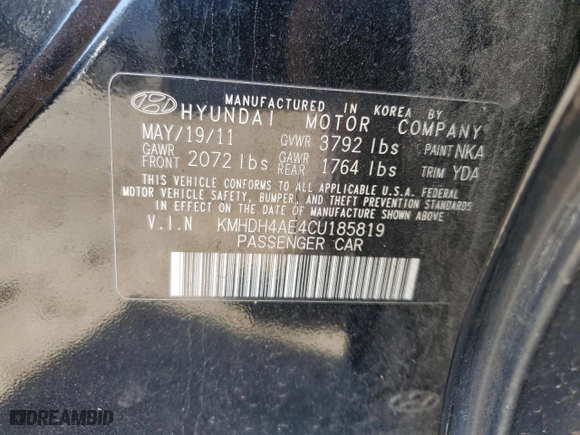 MANUFACTURED IN KOREA BY
HYUNDAI MOTOR COMPANY
MAY/19/11 GVWR 3792 lbs PAINT NKA
GAWR FRONT 2072 lbs GAWR REAR 1764 lbs TRIM YDA
THIS VEHICLE CONFORMS TO ALL APPLICABLE U.S.A. FEDERAL
MOTOR VEHICLE SAFETY, BUMPER, AND THEFT PREVENTION STANDARDS
IN EFFECT ON THE DATE OF MANUFACTURE SHOWN ABOVE.
V.I.N KMHDH4AE4CU185819
PASSENGER CAR
DREAMBID